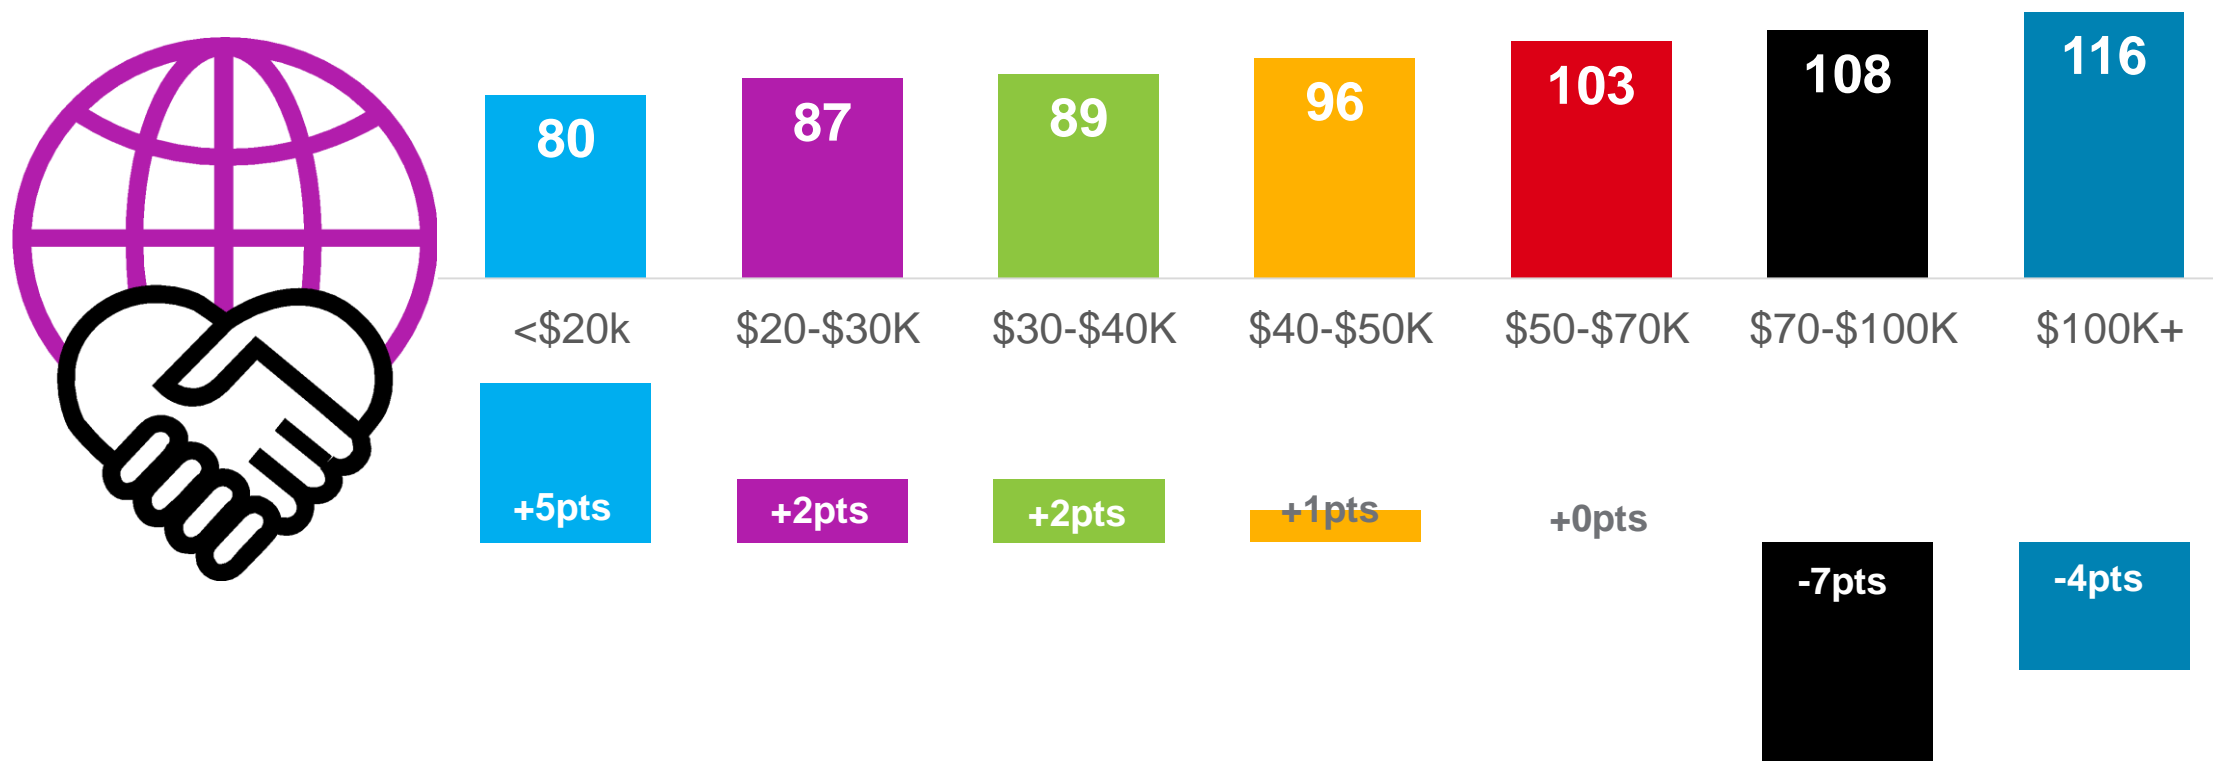 80 87 89 96 103 108 116
<$20k $20-$30K $30-$40K $40-$50K $50-$70K $70-$100K $100K+
+5pts +2pts +2pts +1pts +0pts -7pts -4pts